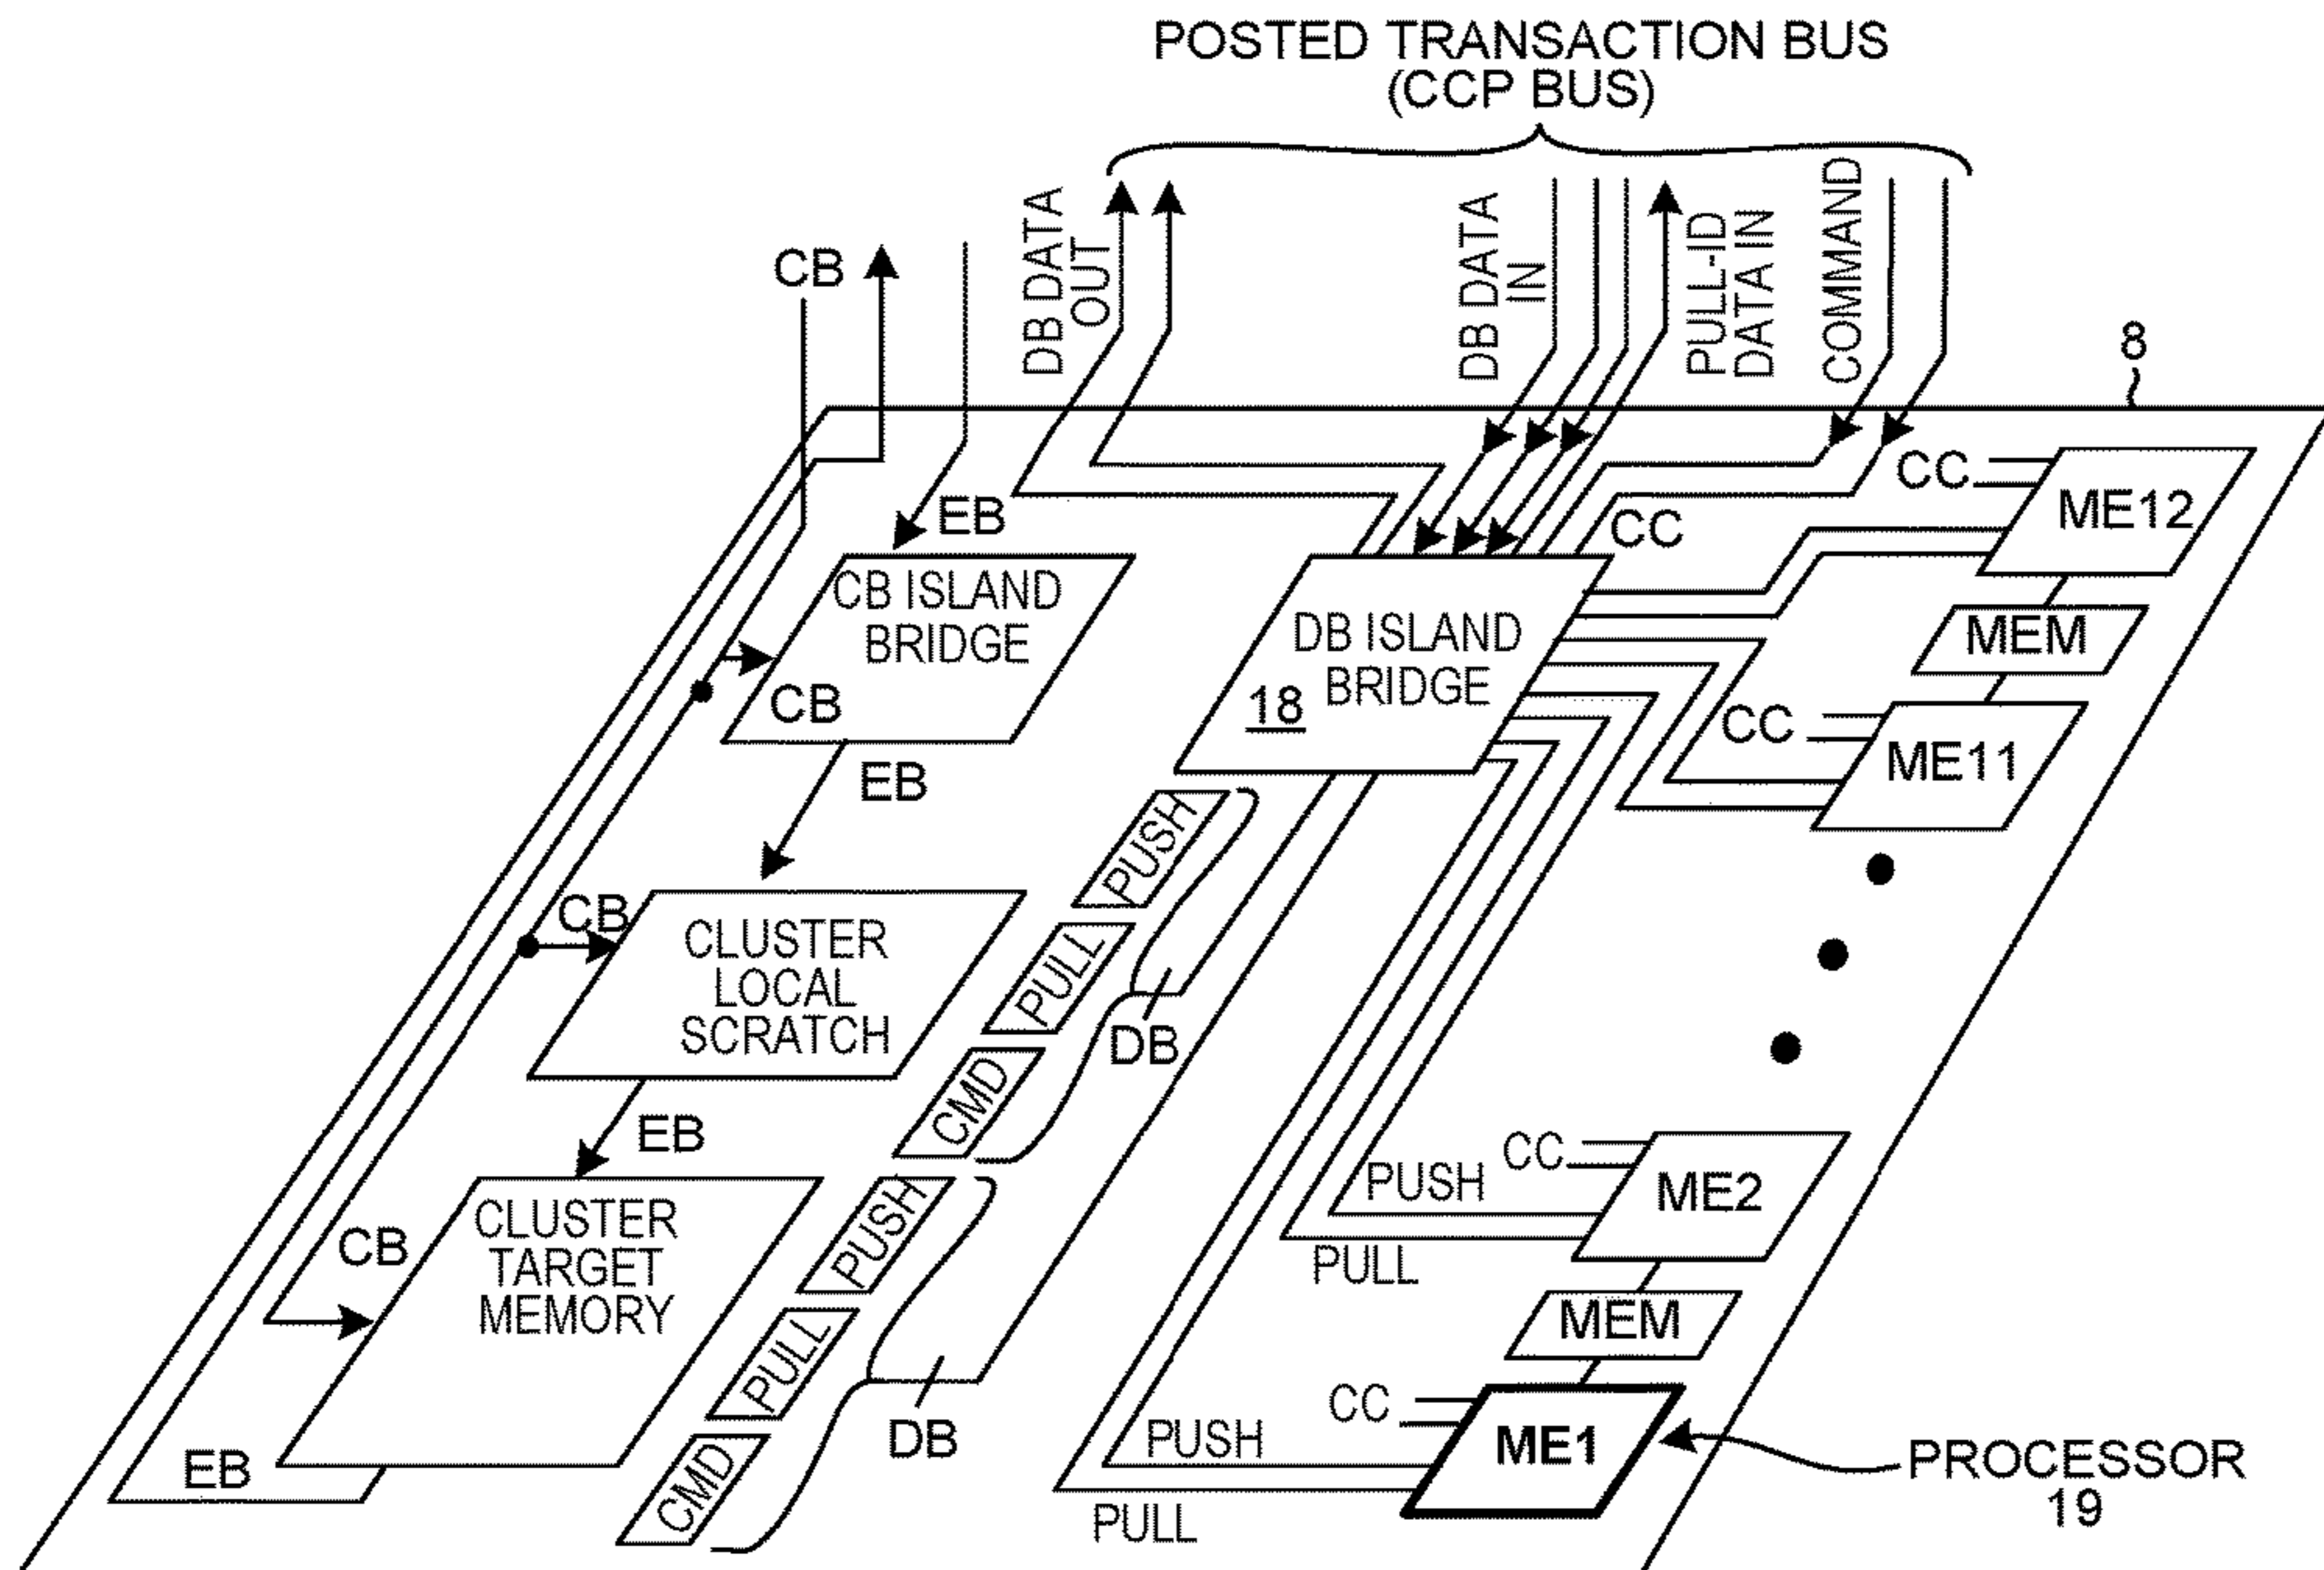 POSTED TRANSACTION BUS
(CCP BUS)
CB
DB DATA
OUT
DB DATA
IN
PULL-ID
DATA IN
COMMAND
8
EB
CC
CC
ME12
CB ISLAND
BRIDGE
CB
DB ISLAND
BRIDGE
18
MEM
EB
CC
ME11
PUSH
CB
CLUSTER
LOCAL
SCRATCH
PULL
DB
CMD
EB
CC
PUSH
ME2
CB
CLUSTER
TARGET
MEMORY
PUSH
PULL
MEM
PULL
DB
CC
PUSH
ME1
EB
CMD
PULL
PROCESSOR
19